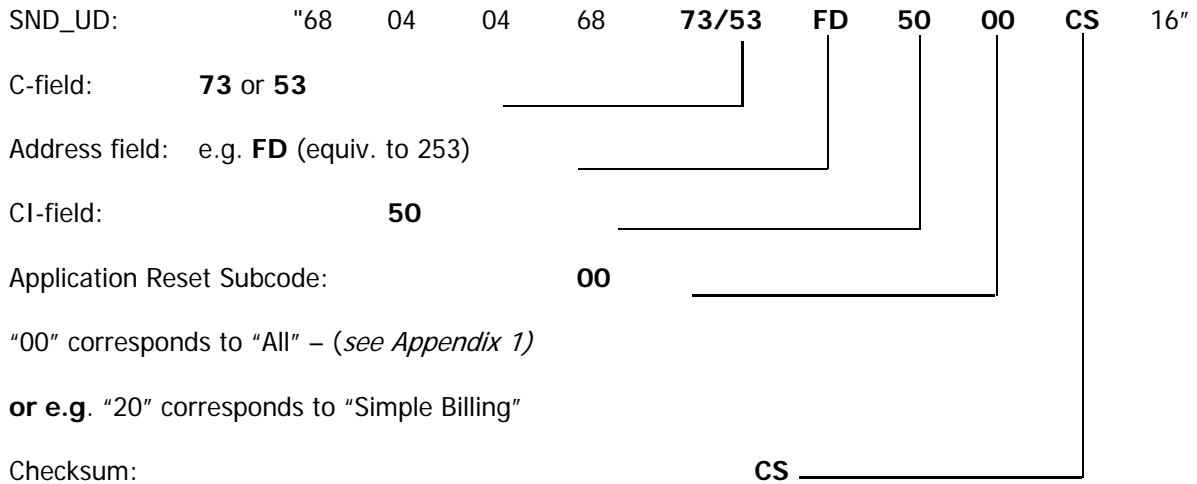 SND_UD: "68 04 04 68 73/53 FD 50 00 CS 16"
C-field: 73 or 53
Address field: e.g. FD (equiv. to 253)
CI-field: 50
Application Reset Subcode: 00
"00" corresponds to "All" – (see Appendix 1)
or e.g. "20" corresponds to "Simple Billing"
Checksum: CS